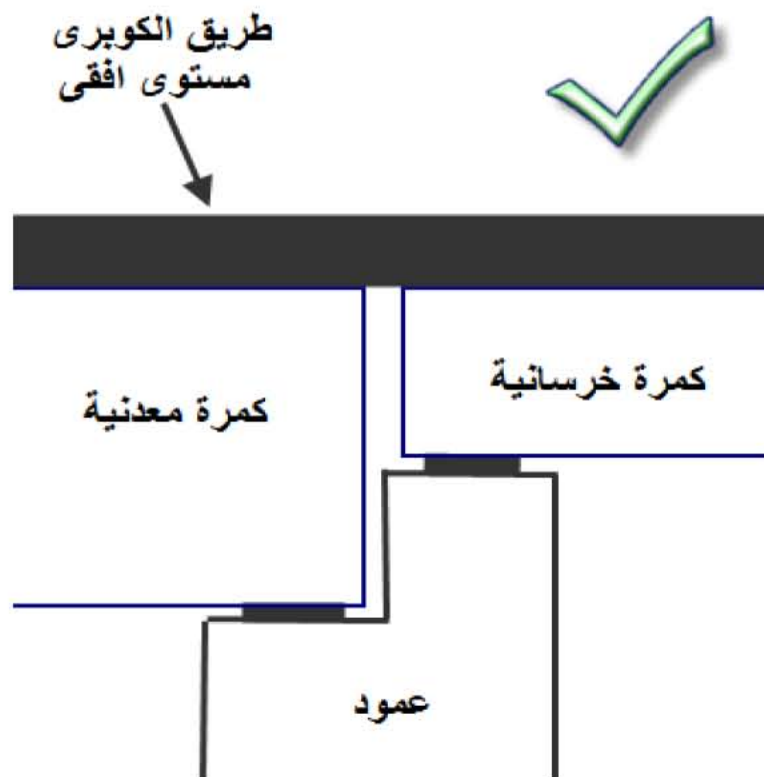 طريق الكوبرى
مستوى افقى
كمرة خرسانية
كمرة معدنية
عمود